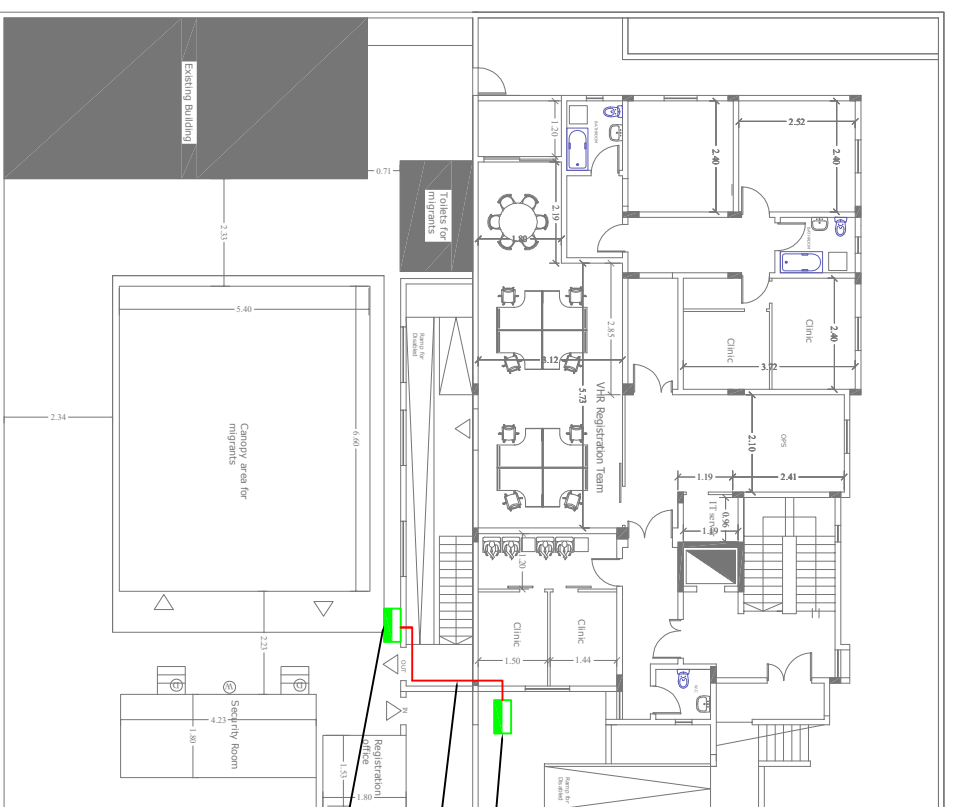 Existing Building
1.20
BATHROOM
2.52
2.40
2.40
0.71
Toilets for
migrants
2.19
1.80
2.33
BATHROOM
5.40
Ramp for
Disabled
2.85
Clinic
Clinic
2.40
3.12
3.72
5.73
VHR Registration Team
2.34
Canopy area for
migrants
6.60
2.10
OPS
1.19
2.41
0.96
1.19
1.20
Clinic
Clinic
1.50
1.44
2.23
OUT
IN
W.C
4.23
1.80
Security Room
Registration
office
1.53
1.80
Ramp for
Disabled